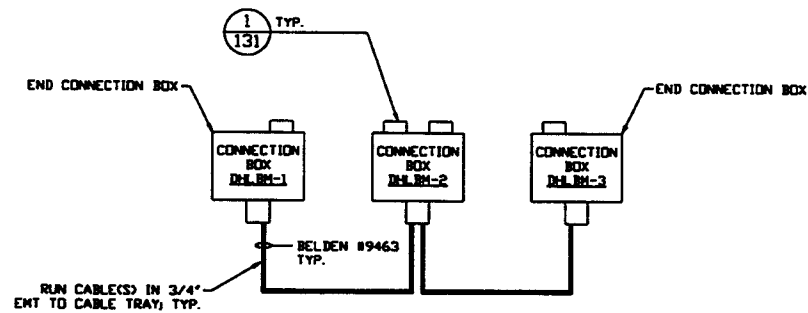 1 TYP.
131
END CONNECTION BOX
END CONNECTION BOX
CONNECTION
BOX
DHLBM-1
CONNECTION
BOX
DHLBM-2
CONNECTION
BOX
DHLBM-3
BELDEN #9463
TYP.
RUN CABLE(S) IN 3/4"
EMT TO CABLE TRAY; TYP.